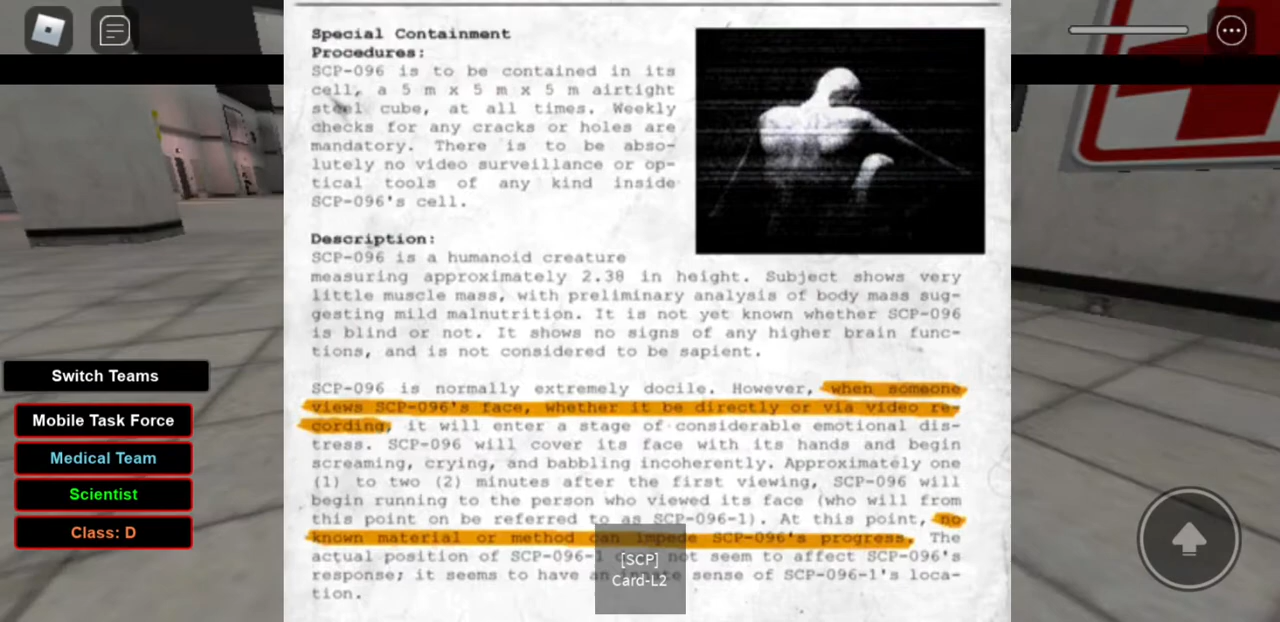 Special Containment
Procedures:
SCP-096 is to be contained in its
cell, a 5 m x 5 m x 5 m airtight
steel cube, at all times. Weekly
checks for any cracks or holes are
mandatory. There is to be abso-
lutely no video surveillance or op-
tical tools of any kind inside
SCP-096's cell.
Description:
SCP-096 is a humanoid creature
measuring approximately 2.38 in height. Subject shows very
little muscle mass, with preliminary analysis of body mass sug-
gesting mild malnutrition. It is not yet known whether SCP-096
is blind or not. It shows no signs of any higher brain func-
tions, and is not considered to be sapient.
SCP-096 is normally extremely docile. However, when someone
views SCP-096's face, whether it be directly or via video re-
cording, it will enter a stage of considerable emotional dis-
tress. SCP-096 will cover its face with its hands and begin
screaming, crying, and babbling incoherently. Approximately one
(1) to two (2) minutes after the first viewing, SCP-096 will
begin running to the person who viewed its face (who will from
this point on be referred to as SCP-096-1). At this point, no
known material or method can impede SCP-096's progress. The
actual position of SCP-096-1 does not seem to affect SCP-096's
response; it seems to have an innate sense of SCP-096-1's loca-
tion.
Switch Teams
Mobile Task Force
Medical Team
Scientist
Class: D
[SCP]
Card-L2